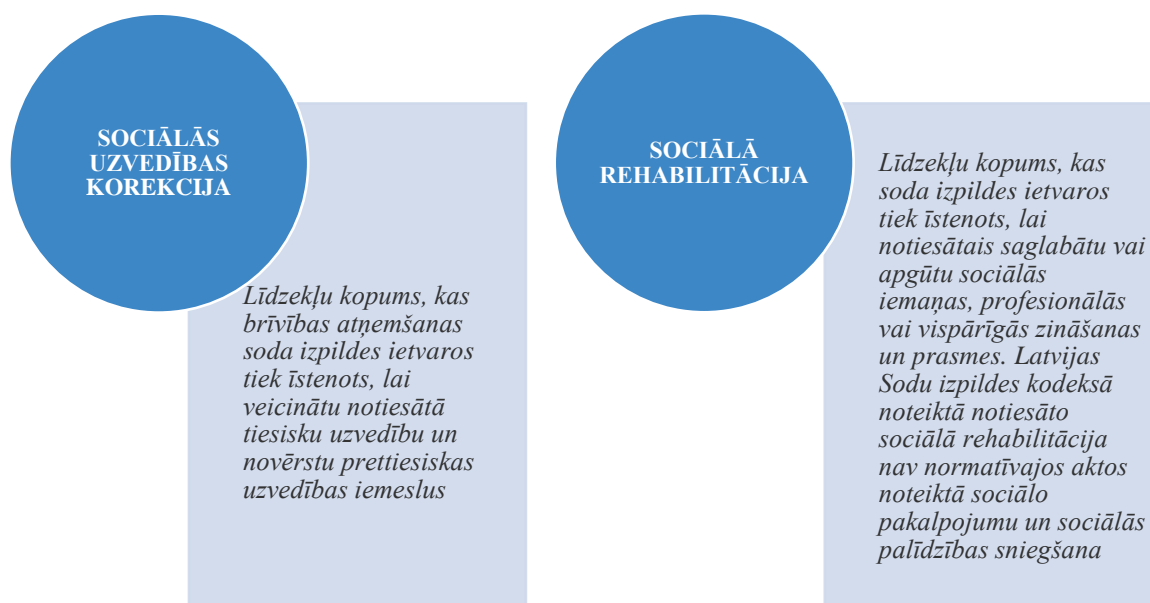 SOCIĀLĀS
UZVEDĪBAS
KOREKCIJA
Līdzekļu kopums, kas
brīvības atņemšanas
soda izpildes ietvaros
tiek īstenots, lai
veicinātu notiesātā
tiesisku uzvedību un
novērstu prettiesiskas
uzvedības iemeslus
SOCIĀLĀ
REHABILITĀCIJA
Līdzekļu kopums, kas
soda izpildes ietvaros
tiek īstenots, lai
notiesātais saglabātu vai
apgūtu sociālās
iemaņas, profesionālās
vai vispārīgās zināšanas
un prasmes. Latvijas
Sodu izpildes kodeksā
noteiktā notiesāto
sociālā rehabilitācija
nav normatīvajos aktos
noteiktā sociālo
pakalpojumu un sociālās
palīdzības sniegšana